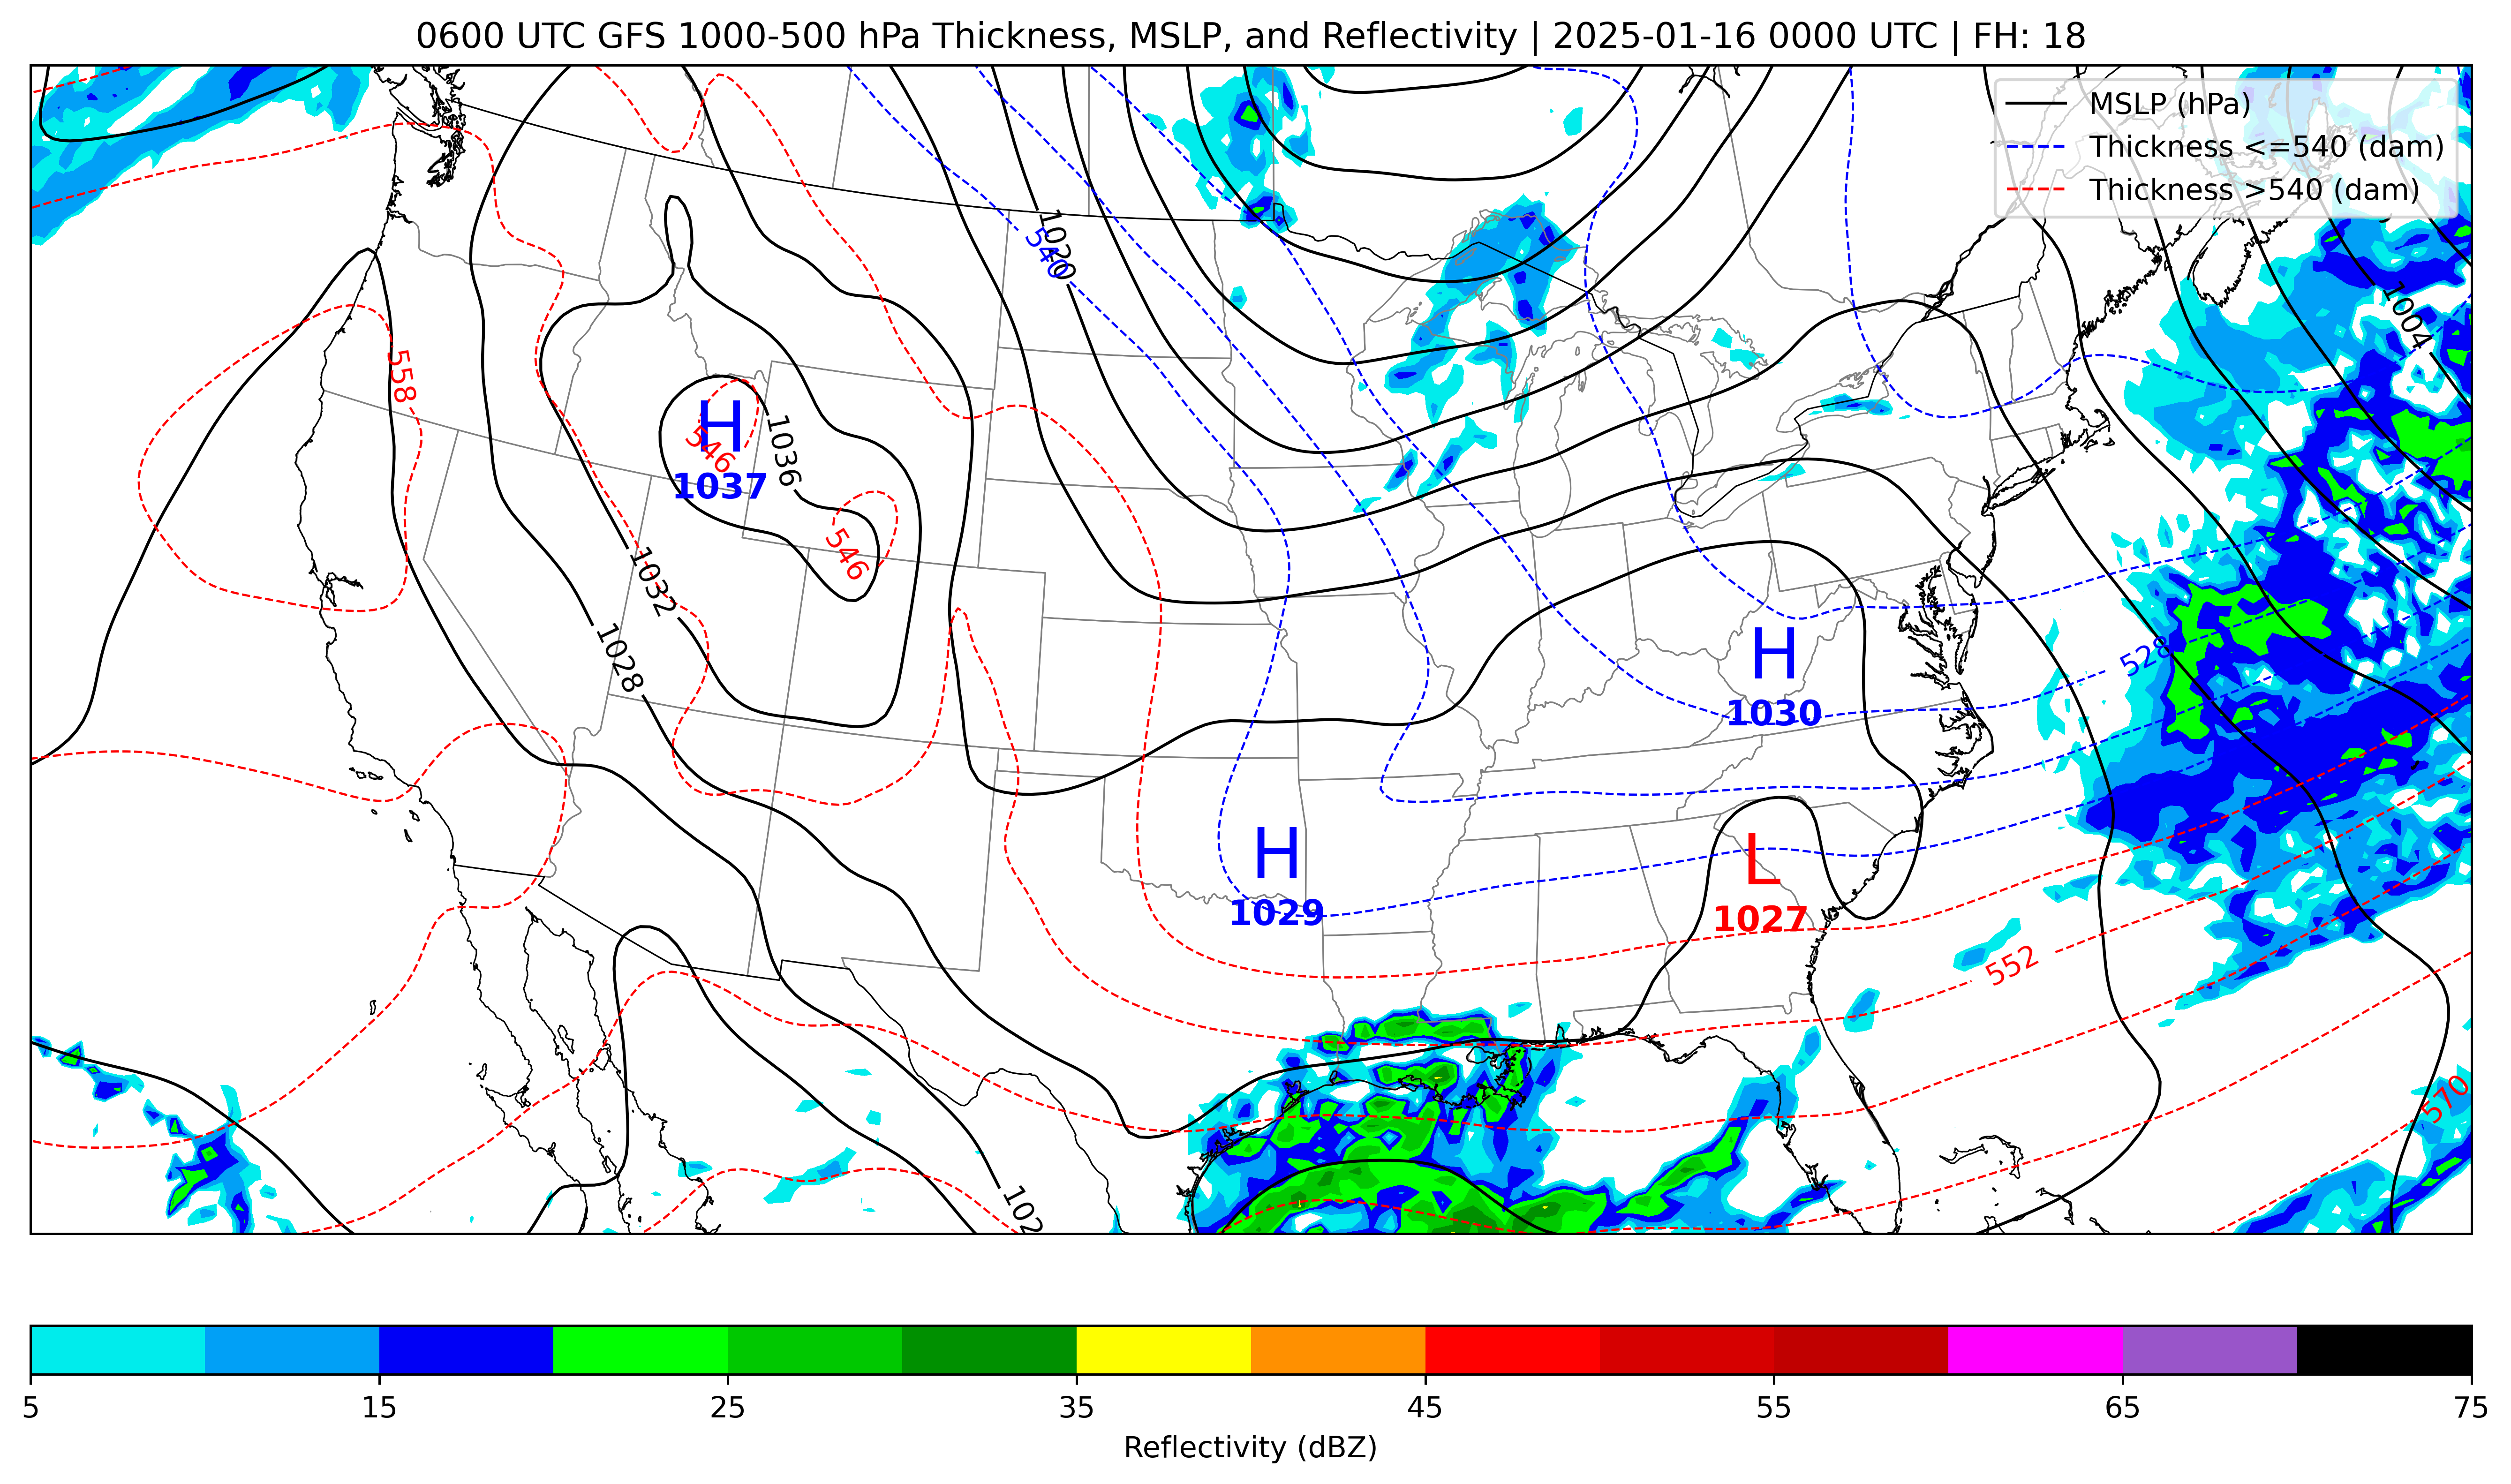 0600 UTC GFS 1000-500 hPa Thickness, MSLP, and Reflectivity | 2025-01-16 0000 UTC | FH: 18
MSLP (hPa)
Thickness <=540 (dam)
Thickness >540 (dam)
1020
540
1004
558
H
546
1037
1036
546
1032
1028
H
1030
528
H
1029
L
1027
552
570
102
5 15 25 35 45 55 65 75
Reflectivity (dBZ)